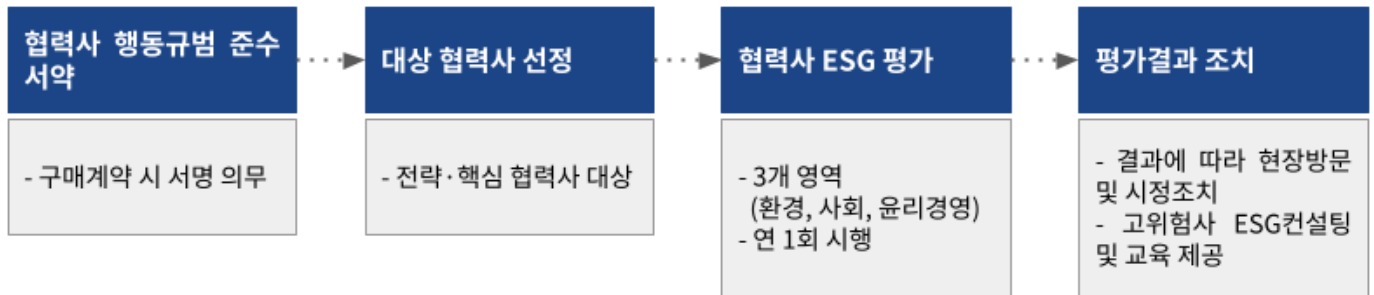 협력사 행동규범 준수
서약
- 구매계약 시 서명 의무
대상 협력사 선정
- 전략·핵심 협력사 대상
협력사 ESG 평가
- 3개 영역
(환경, 사회, 윤리경영)
- 연 1회 시행
평가결과 조치
- 결과에 따라 현장방문
및 시정조치
- 고위험사 ESG컨설팅
및 교육 제공